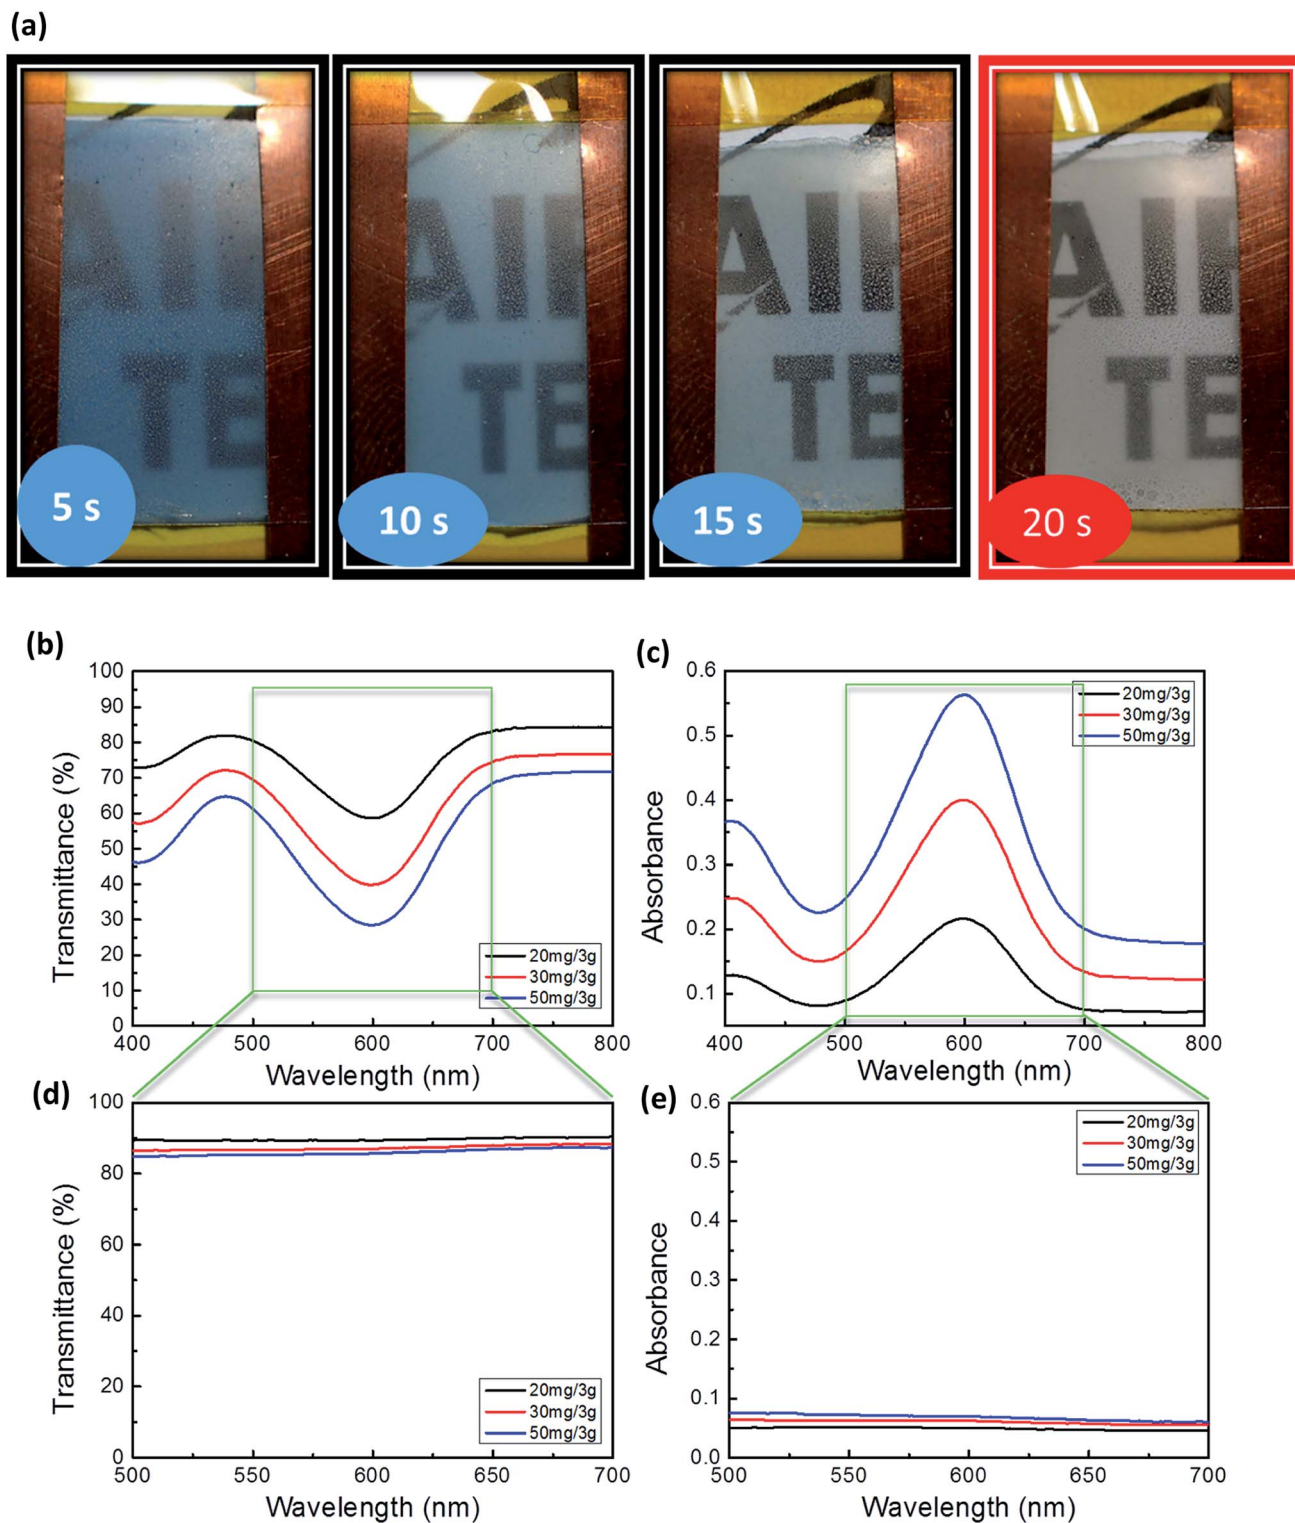 (a)
AII
TE
5 s
AII
TE
10 s
AII
TE
15 s
AII
TE
20 s
(b)
100
90
80
70
60
50
40
30
20
10
0
Transmittance (%)
20mg/3g
30mg/3g
50mg/3g
400 500 600 700 800
Wavelength (nm)
(c)
0.6
0.5
0.4
0.3
0.2
0.1
Absorbance
20mg/3g
30mg/3g
50mg/3g
400 500 600 700 800
Wavelength (nm)
(d)
100
80
60
40
20
0
Transmittance (%)
20mg/3g
30mg/3g
50mg/3g
500 550 600 650 700
Wavelength (nm)
(e)
0.6
0.5
0.4
0.3
0.2
0.1
0.0
Absorbance
20mg/3g
30mg/3g
50mg/3g
500 550 600 650 700
Wavelength (nm)